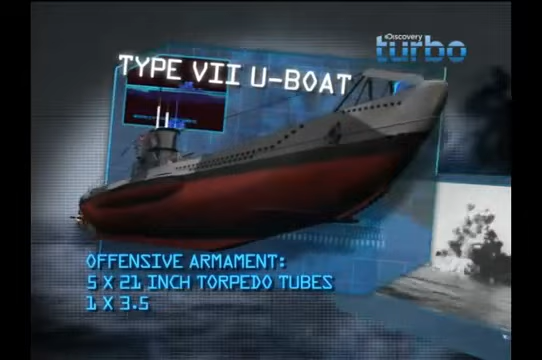 Discovery
turbo
TYPE VII U-BOAT
OFFENSIVE ARMAMENT:
5 X 21 INCH TORPEDO TUBES
1 X 3.5